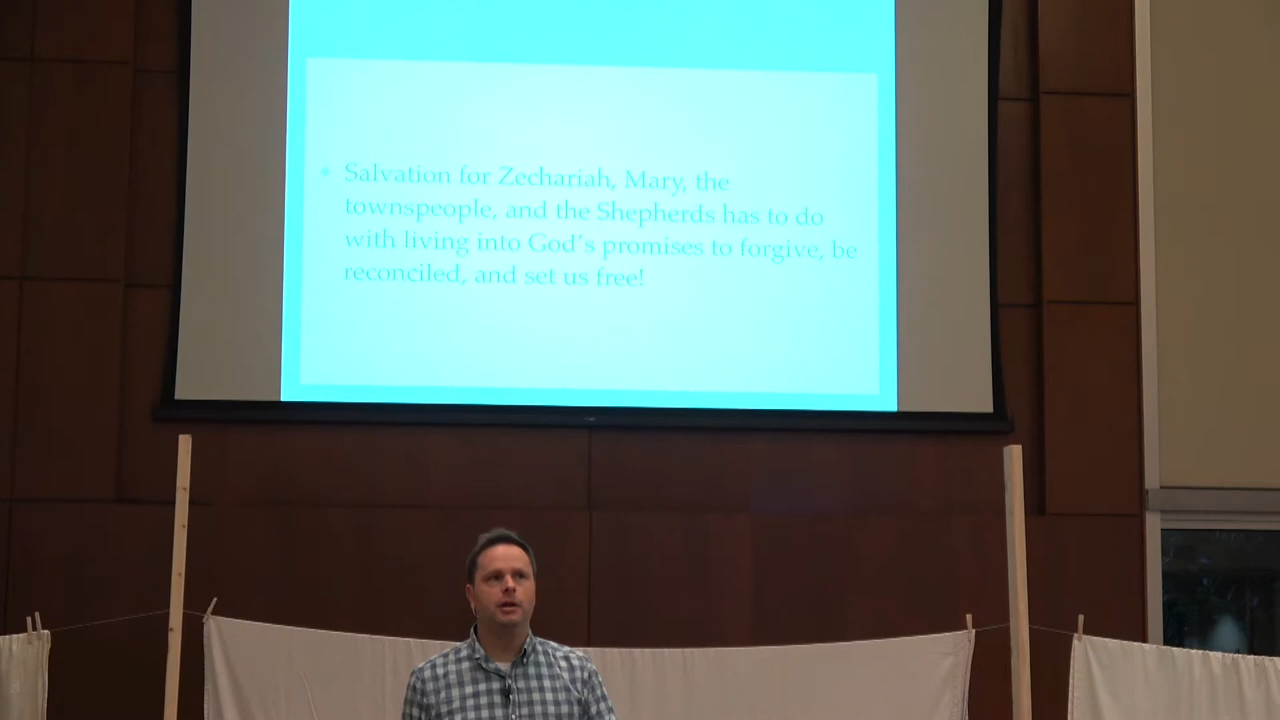 • Salvation for Zechariah, Mary, the
townspeople, and the Shepherds has to do
with living into God's promises to forgive, be
reconciled, and set us free!